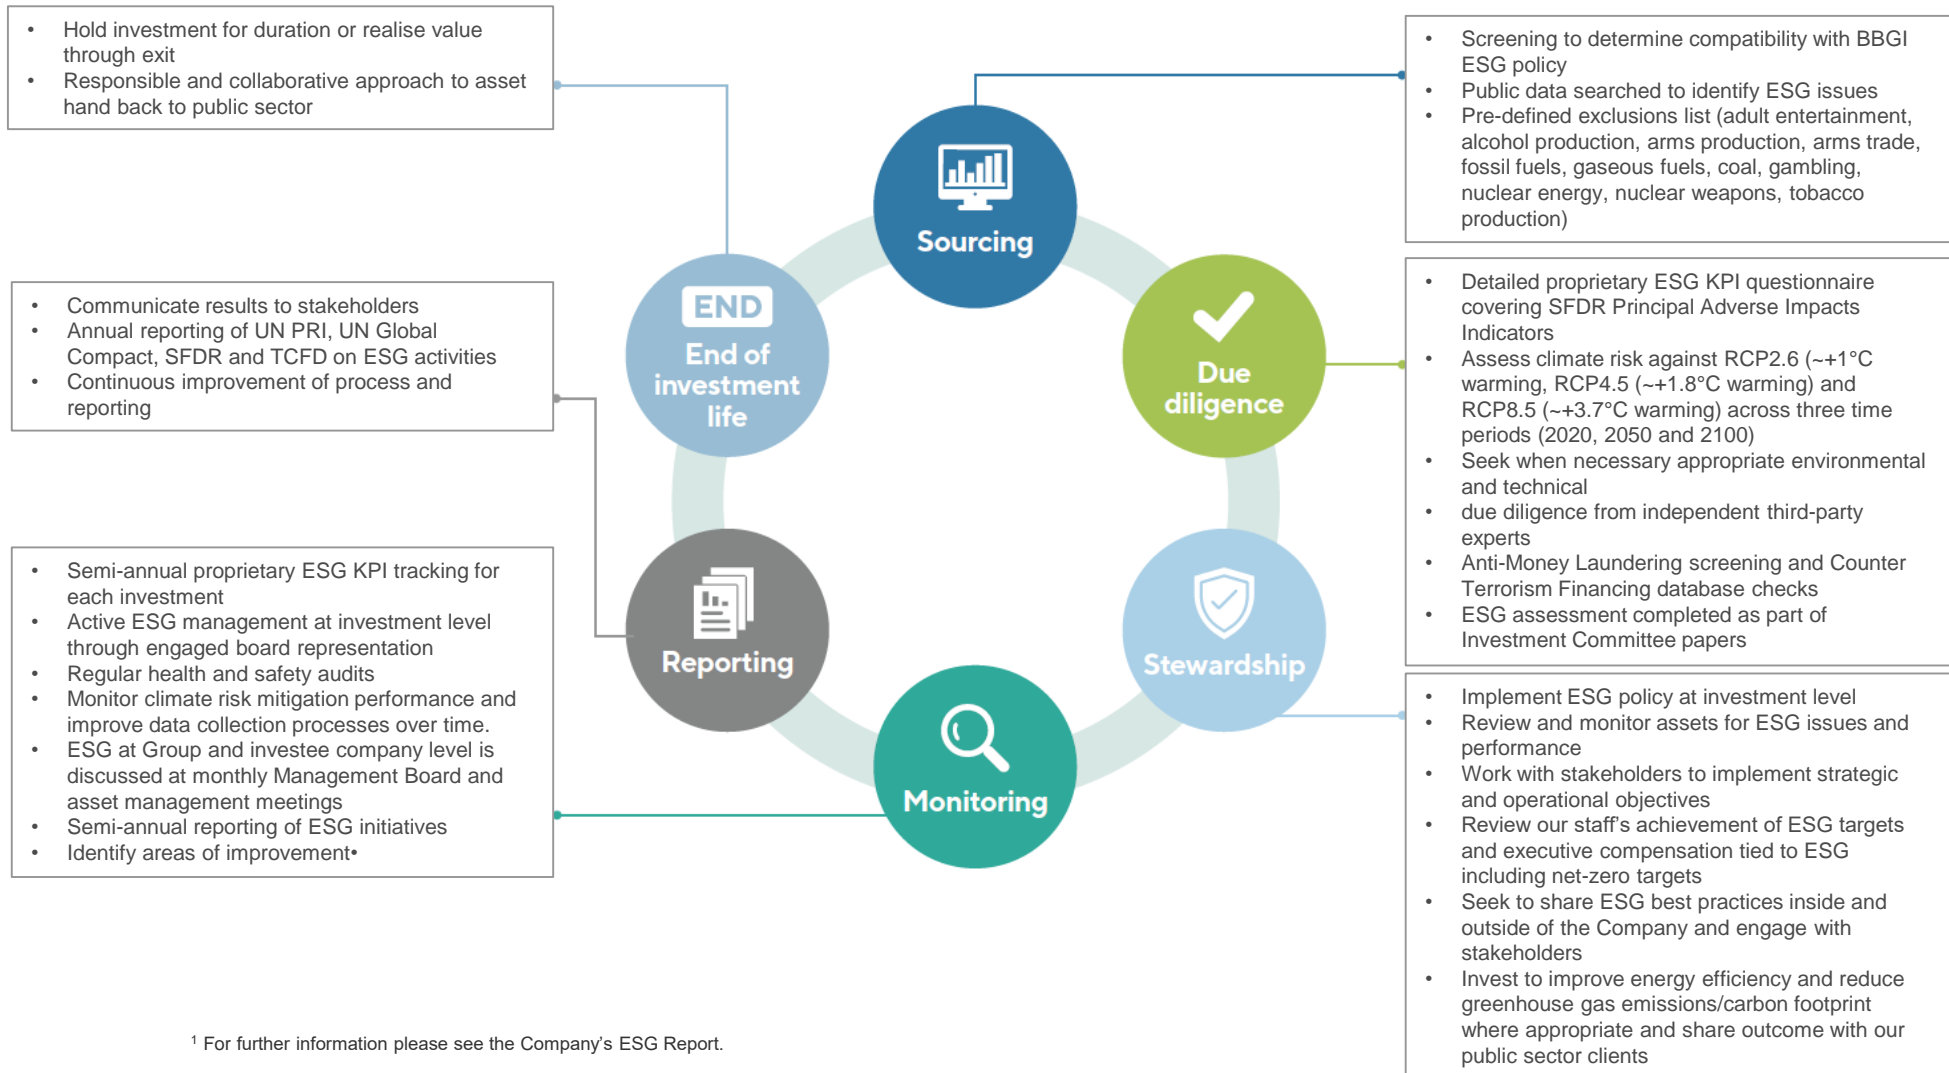 • Hold investment for duration or realise value
through exit
• Responsible and collaborative approach to asset
hand back to public sector
• Communicate results to stakeholders
• Annual reporting of UN PRI, UN Global
Compact, SFDR and TCFD on ESG activities
• Continuous improvement of process and
reporting
• Semi-annual proprietary ESG KPI tracking for
each investment
• Active ESG management at investment level
through engaged board representation
• Regular health and safety audits
• Monitor climate risk mitigation performance and
improve data collection processes over time.
• ESG at Group and investee company level is
discussed at monthly Management Board and
asset management meetings
• Semi-annual reporting of ESG initiatives
• Identify areas of improvement•
Sourcing
Due
diligence
Stewardship
Monitoring
Reporting
END
End of
investment
life
• Screening to determine compatibility with BBGI
ESG policy
• Public data searched to identify ESG issues
• Pre-defined exclusions list (adult entertainment,
alcohol production, arms production, arms trade,
fossil fuels, gaseous fuels, coal, gambling,
nuclear energy, nuclear weapons, tobacco
production)
• Detailed proprietary ESG KPI questionnaire
covering SFDR Principal Adverse Impacts
Indicators
• Assess climate risk against RCP2.6 (~+1°C
warming, RCP4.5 (~+1.8°C warming) and
RCP8.5 (~+3.7°C warming) across three time
periods (2020, 2050 and 2100)
• Seek when necessary appropriate environmental
and technical
• due diligence from independent third-party
experts
• Anti-Money Laundering screening and Counter
Terrorism Financing database checks
• ESG assessment completed as part of
Investment Committee papers
• Implement ESG policy at investment level
• Review and monitor assets for ESG issues and
performance
• Work with stakeholders to implement strategic
and operational objectives
• Review our staff's achievement of ESG targets
and executive compensation tied to ESG
including net-zero targets
• Seek to share ESG best practices inside and
outside of the Company and engage with
stakeholders
• Invest to improve energy efficiency and reduce
greenhouse gas emissions/carbon footprint
where appropriate and share outcome with our
public sector clients
¹ For further information please see the Company's ESG Report.